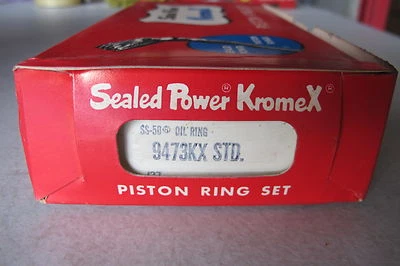 Sealed Power® KromeX®
SS-50® OIL RING
9473KX STD.
PISTON RING SET